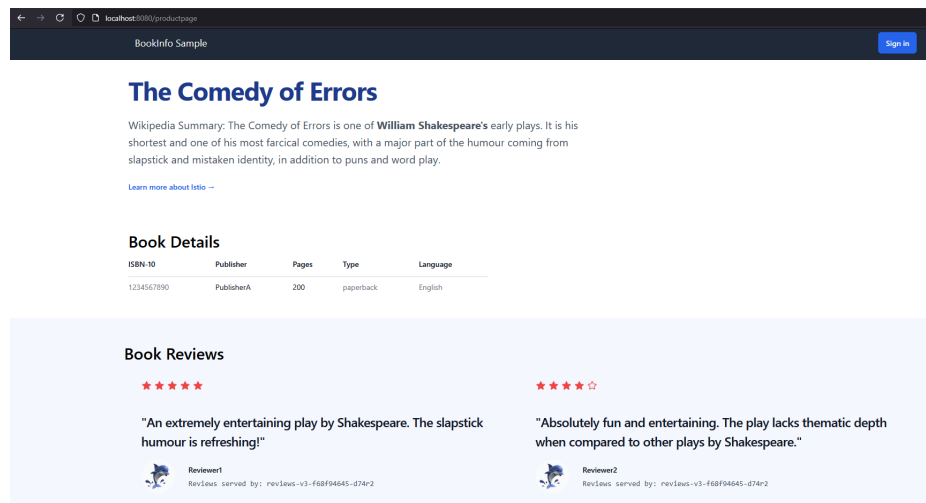 localhost:8080/productpage
BookInfo Sample
Sign in
The Comedy of Errors
Wikipedia Summary: The Comedy of Errors is one of William Shakespeare's early plays. It is his
shortest and one of his most farcical comedies, with a major part of the humour coming from
slapstick and mistaken identity, in addition to puns and word play.
Learn more about Istio →
Book Details
ISBN-10 Publisher Pages Type Language
1234567890 PublisherA 200 paperback English
Book Reviews
"An extremely entertaining play by Shakespeare. The slapstick
humour is refreshing!"
Reviewer1
Reviews served by: reviews-v3-f68f94645-d74r2
"Absolutely fun and entertaining. The play lacks thematic depth
when compared to other plays by Shakespeare."
Reviewer2
Reviews served by: reviews-v3-f68f94645-d74r2